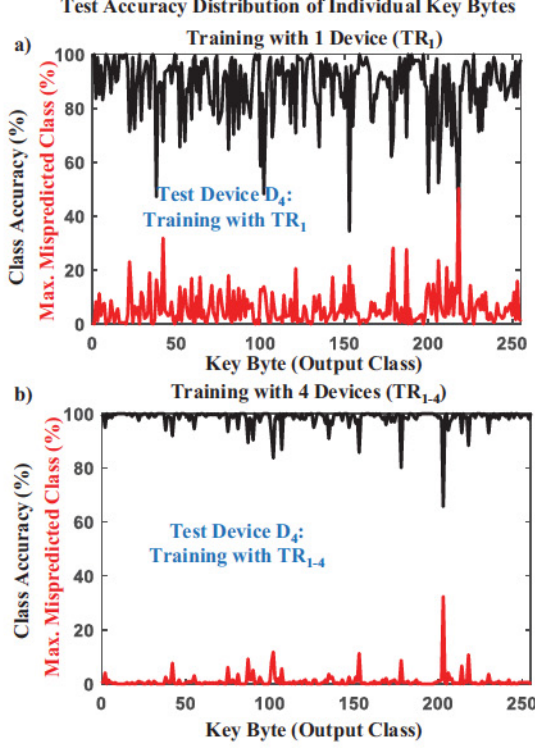 Test Accuracy Distribution of Individual Key Bytes
a)
Training with 1 Device (TR₁)
Class Accuracy (%)
Max. Mispredicted Class (%)
100
80
60
40
20
0
Test Device D₄:
Training with TR₁
0 50 100 150 200 250
Key Byte (Output Class)
b)
Training with 4 Devices (TR₁₋₄)
Class Accuracy (%)
Max. Mispredicted Class (%)
100
80
60
40
20
0
Test Device D₄:
Training with TR₁₋₄
0 50 100 150 200 250
Key Byte (Output Class)